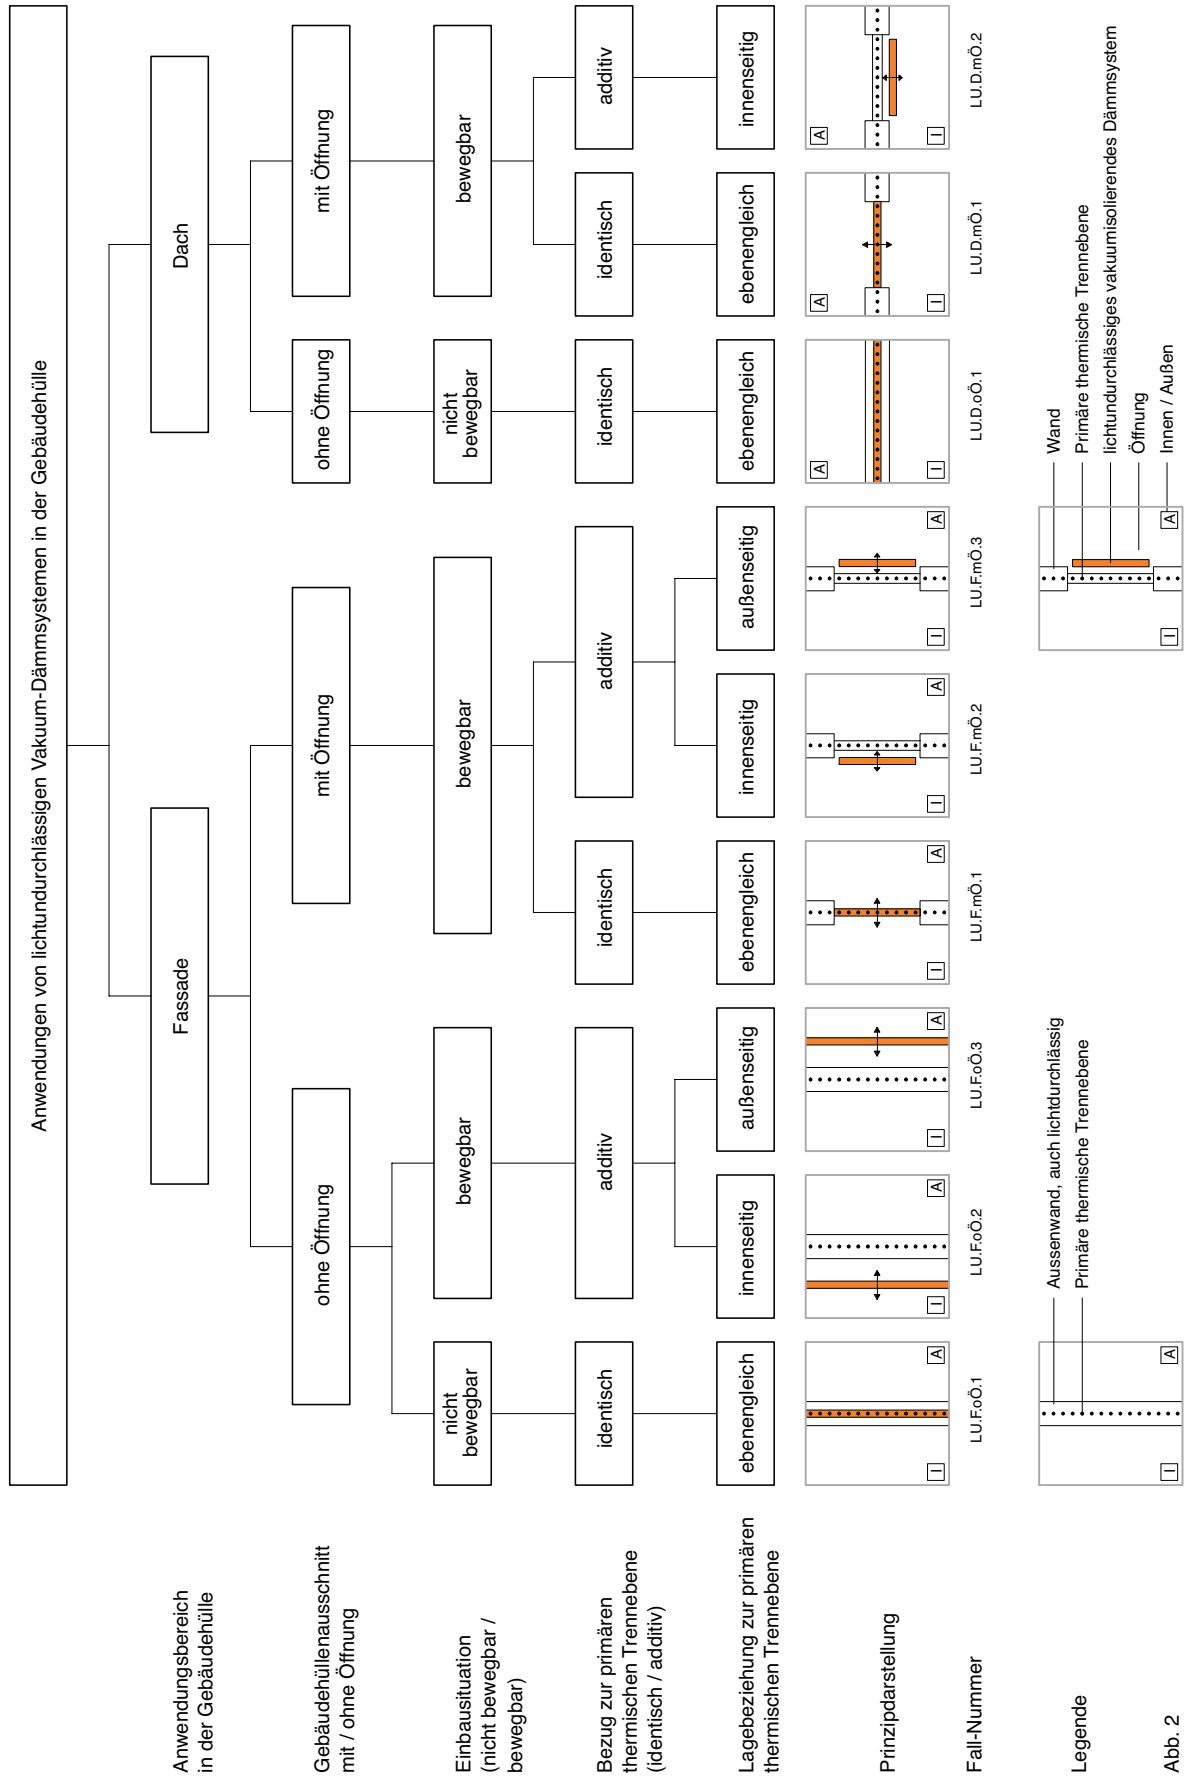 Anwendungen von lichtundurchlässigen Vakuum-Dämmsystemen in der Gebäudehülle
Anwendungsbereich
in der Gebäudehülle
Fassade
Dach
Gebäudehüllenausschnitt
mit / ohne Öffnung
ohne Öffnung
mit Öffnung
ohne Öffnung
mit Öffnung
Einbausituation
(nicht bewegbar /
bewegbar)
nicht
bewegbar
bewegbar
bewegbar
nicht
bewegbar
bewegbar
Bezug zur primären
thermischen Trennebene
(identisch / additiv)
identisch
additiv
identisch
additiv
identisch
identisch
additiv
Lagebeziehung zur primären
thermischen Trennebene
ebenengleich
innenseitig
außenseitig
ebenengleich
innenseitig
außenseitig
ebenengleich
ebenengleich
innenseitig
Prinzipdarstellung
I
A
I
A
I
A
I
A
I
A
I
A
A
I
A
I
A
I
Fall-Nummer
LU.F.oÖ.1
LU.F.oÖ.2
LU.F.oÖ.3
LU.F.mÖ.1
LU.F.mÖ.2
LU.F.mÖ.3
LU.D.oÖ.1
LU.D.mÖ.1
LU.D.mÖ.2
Legende
I
A
Aussenwand, auch lichtdurchlässig
Primäre thermische Trennebene
I
A
Wand
Primäre thermische Trennebene
lichtundurchlässiges vakuumisolierendes Dämmsystem
Öffnung
Innen / Außen
Abb. 2